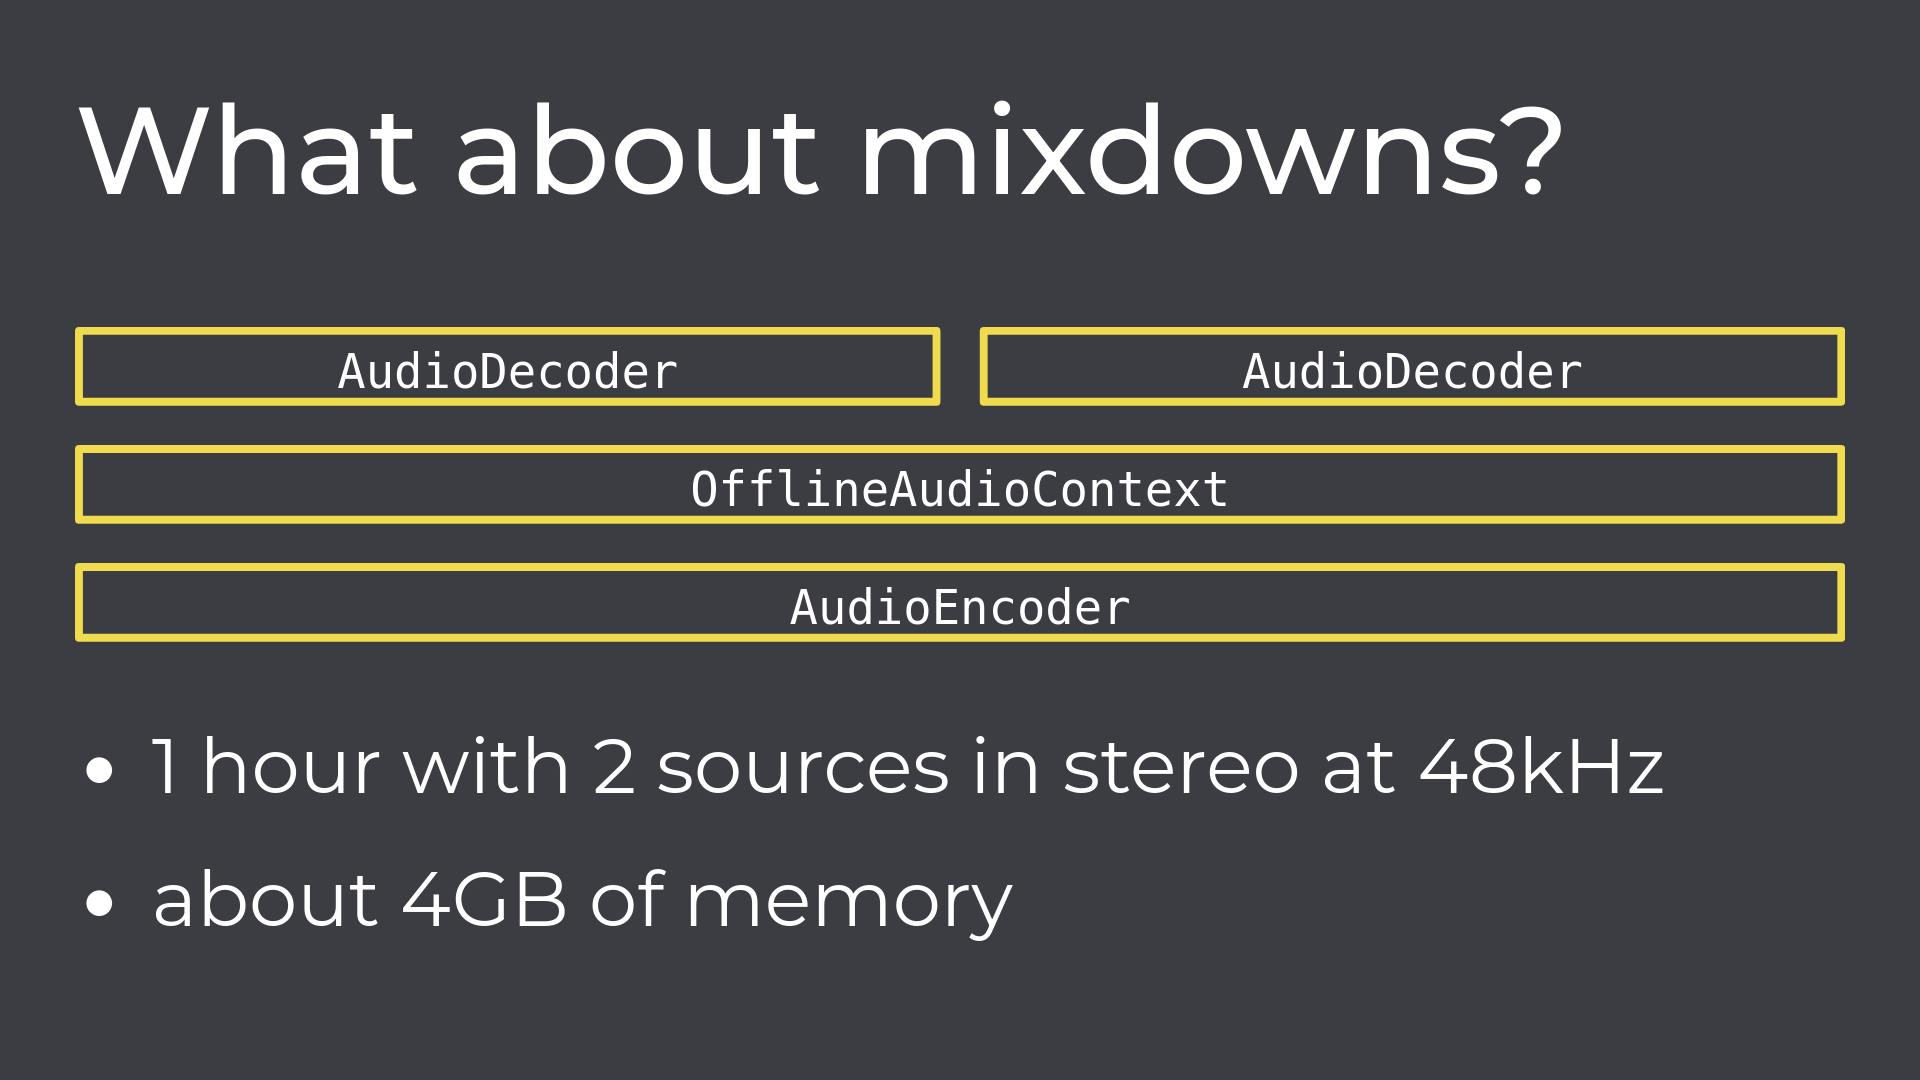 What about mixdowns?
AudioDecoder
AudioDecoder
OfflineAudioContext
AudioEncoder
• 1 hour with 2 sources in stereo at 48kHz
• about 4GB of memory